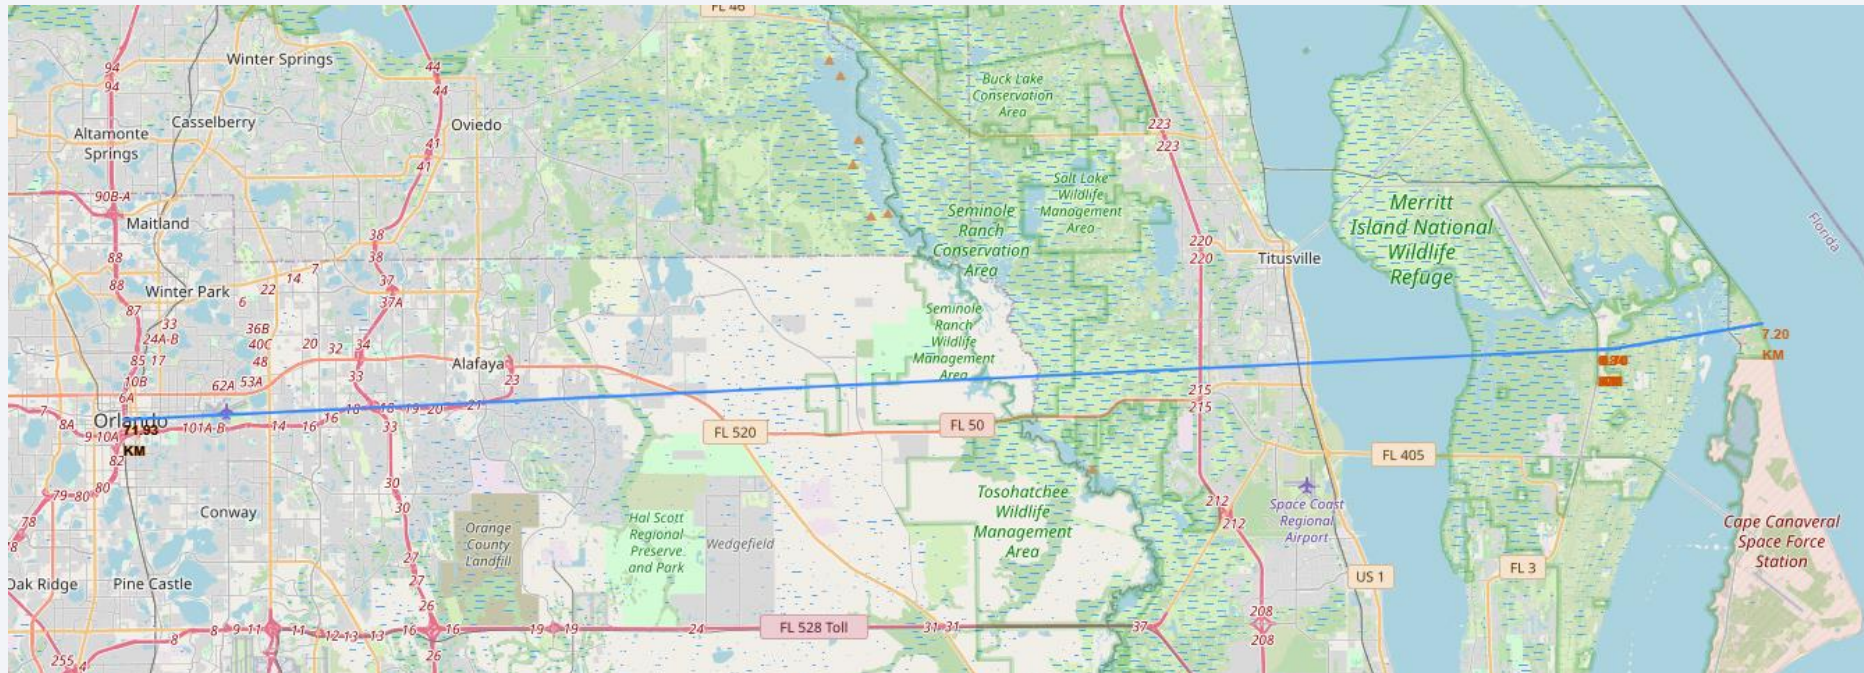 FL 46
Winter Springs
94
94
44
44
Buck Lake
Conservation
Area
Casselberry
Oviedo
Altamonte
Springs
41
41
223
223
90B-A
Maitland
Salt Lake
Wildlife
Management
Area
Seminole
Ranch
Conservation
Area
Merritt
Island National
Wildlife
Refuge
Florida
38
38
220
220
Titusville
88
88
Winter Park
14
7
22
6
37
37A
87
33
24A-B
36B
40C
20
32
34
48
Seminole
Ranch
Wildlife
Management
Area
7.20
KM
85
17
10B
6A
62A
53A
33
Alafaya
23
215
215
7
8A
Orlando
71.93
KM
9
10A
82
101A-B
14
16
16
18
18
19
20
21
33
FL 520
FL 50
FL 405
79
80
80
78
30
30
Conway
Orange
County
Landfill
Hal Scott
Regional
Preserve
and Park
Wedgefield
Tosohatchee
Wildlife
Management
Area
212
212
Space Coast
Regional
Airport
Cape Canaveral
Space Force
Station
27
27
Oak Ridge
Pine Castle
US 1
FL 3
26
208
208
8
8
9
11
11
12
13
13
16
16
19
19
24
FL 528 Toll
31
31
37
26
255
4